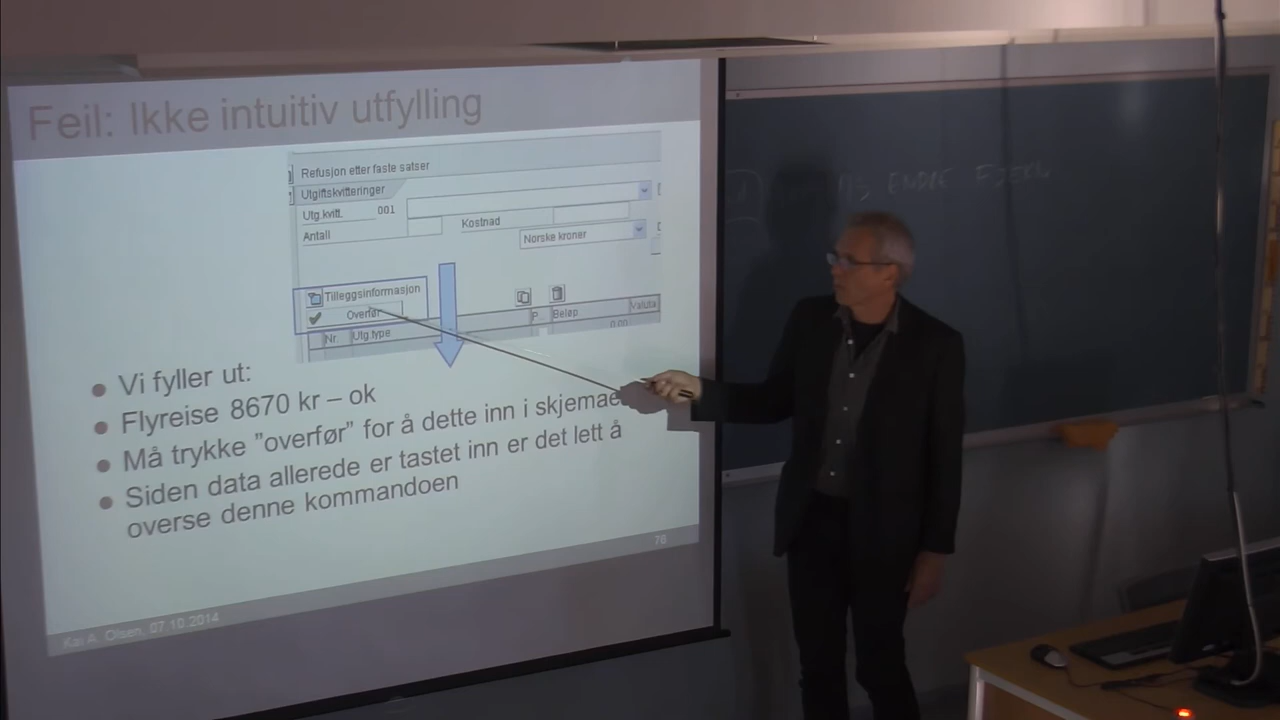 Feil: Ikke intuitiv utfylling
Refusjon etter faste satser
Utgiftskvitteringer
Utg.kvitt. 001
Antall
Kostnad
Norske kroner
Tilleggsinformasjon
Overfør
Nr. Utg.type
P... Beløp Valuta
0,00
Vi fyller ut:
Flyreise 8670 kr – ok
Må trykke ”overfør” for å dette inn i skjemaet
Siden data allerede er tastet inn er det lett å
overse denne kommandoen
76
Kai A. Olsen, 07.10.2014
ENDRE